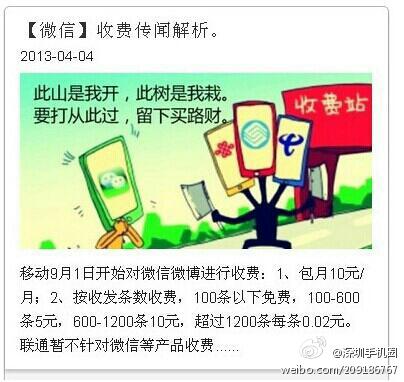 【微信】收费传闻解析。
2013-04-04
此山是我开，此树是我栽。
要打从此过，留下买路财。
收费站
移动9月1日开始对微信微博进行收费：1、包月10元/
月；2、按收发条数收费，100条以下免费，100-600
条5元，600-1200条10元，超过1200条每条0.02元。
联通暂不针对微信等产品收费......
@深圳手机圈
weibo.com/209186767